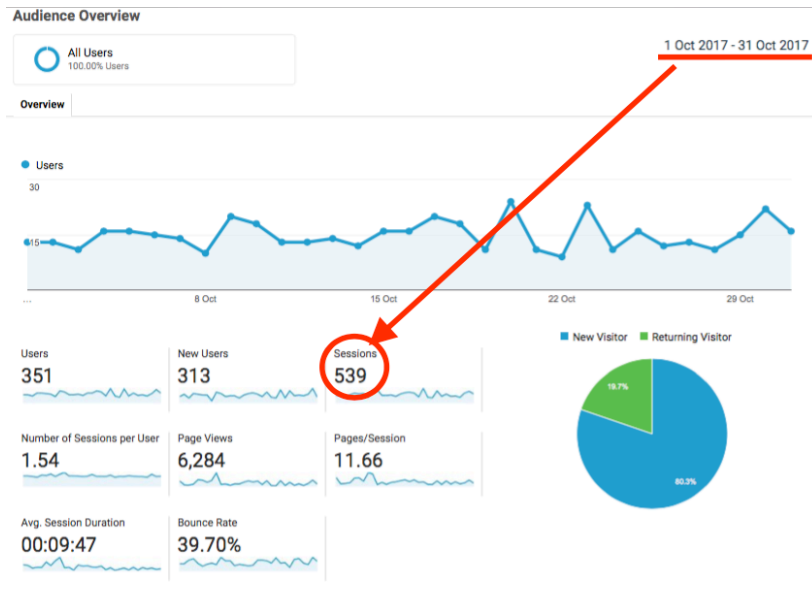 Audience Overview
All Users
100.00% Users
1 Oct 2017 - 31 Oct 2017
Overview
Users
30
15
...
8 Oct
15 Oct
22 Oct
29 Oct
New Visitor
Returning Visitor
Users
New Users
Sessions
351
313
539
Number of Sessions per User
Page Views
Pages/Session
1.54
6,284
11.66
Avg. Session Duration
Bounce Rate
00:09:47
39.70%
19.7%
80.3%